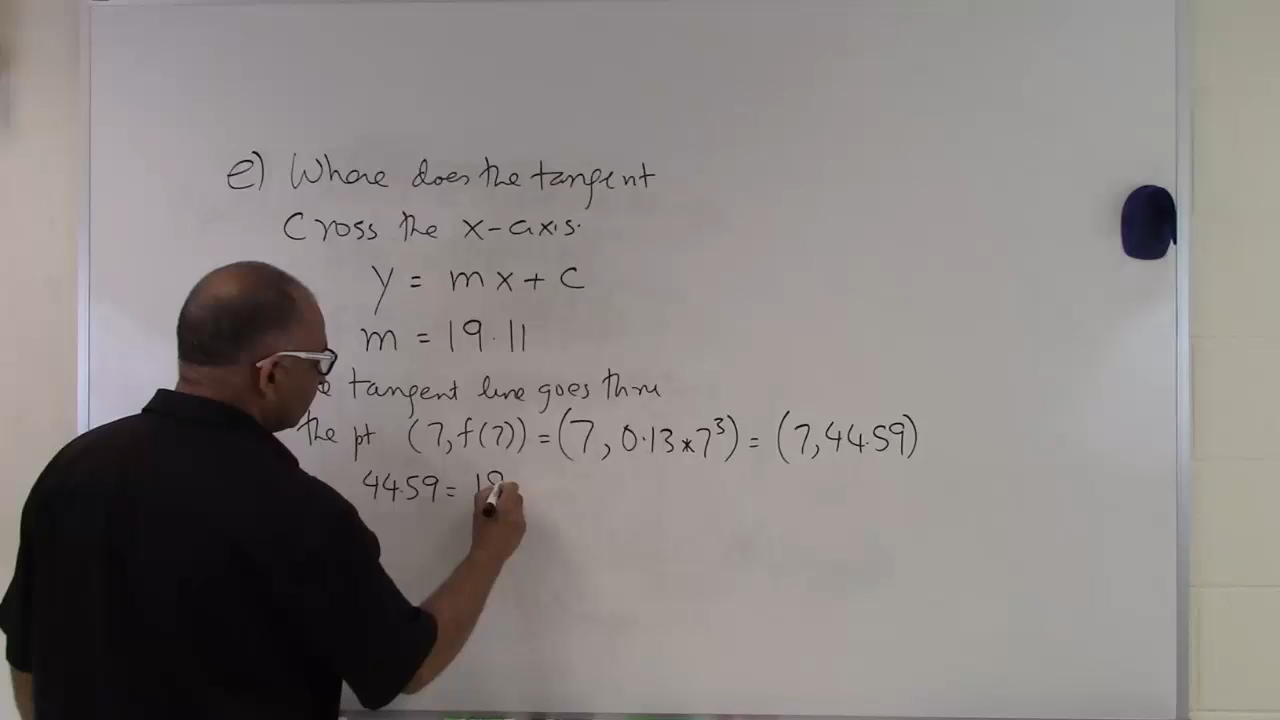 e) Where does the tangent
Cross the x-axis.
y = mx + c
m = 19.11
tangent line goes thru
the pt (7, f(7)) = (7, 0.13*7³) = (7, 44.59)
44.59 = 19